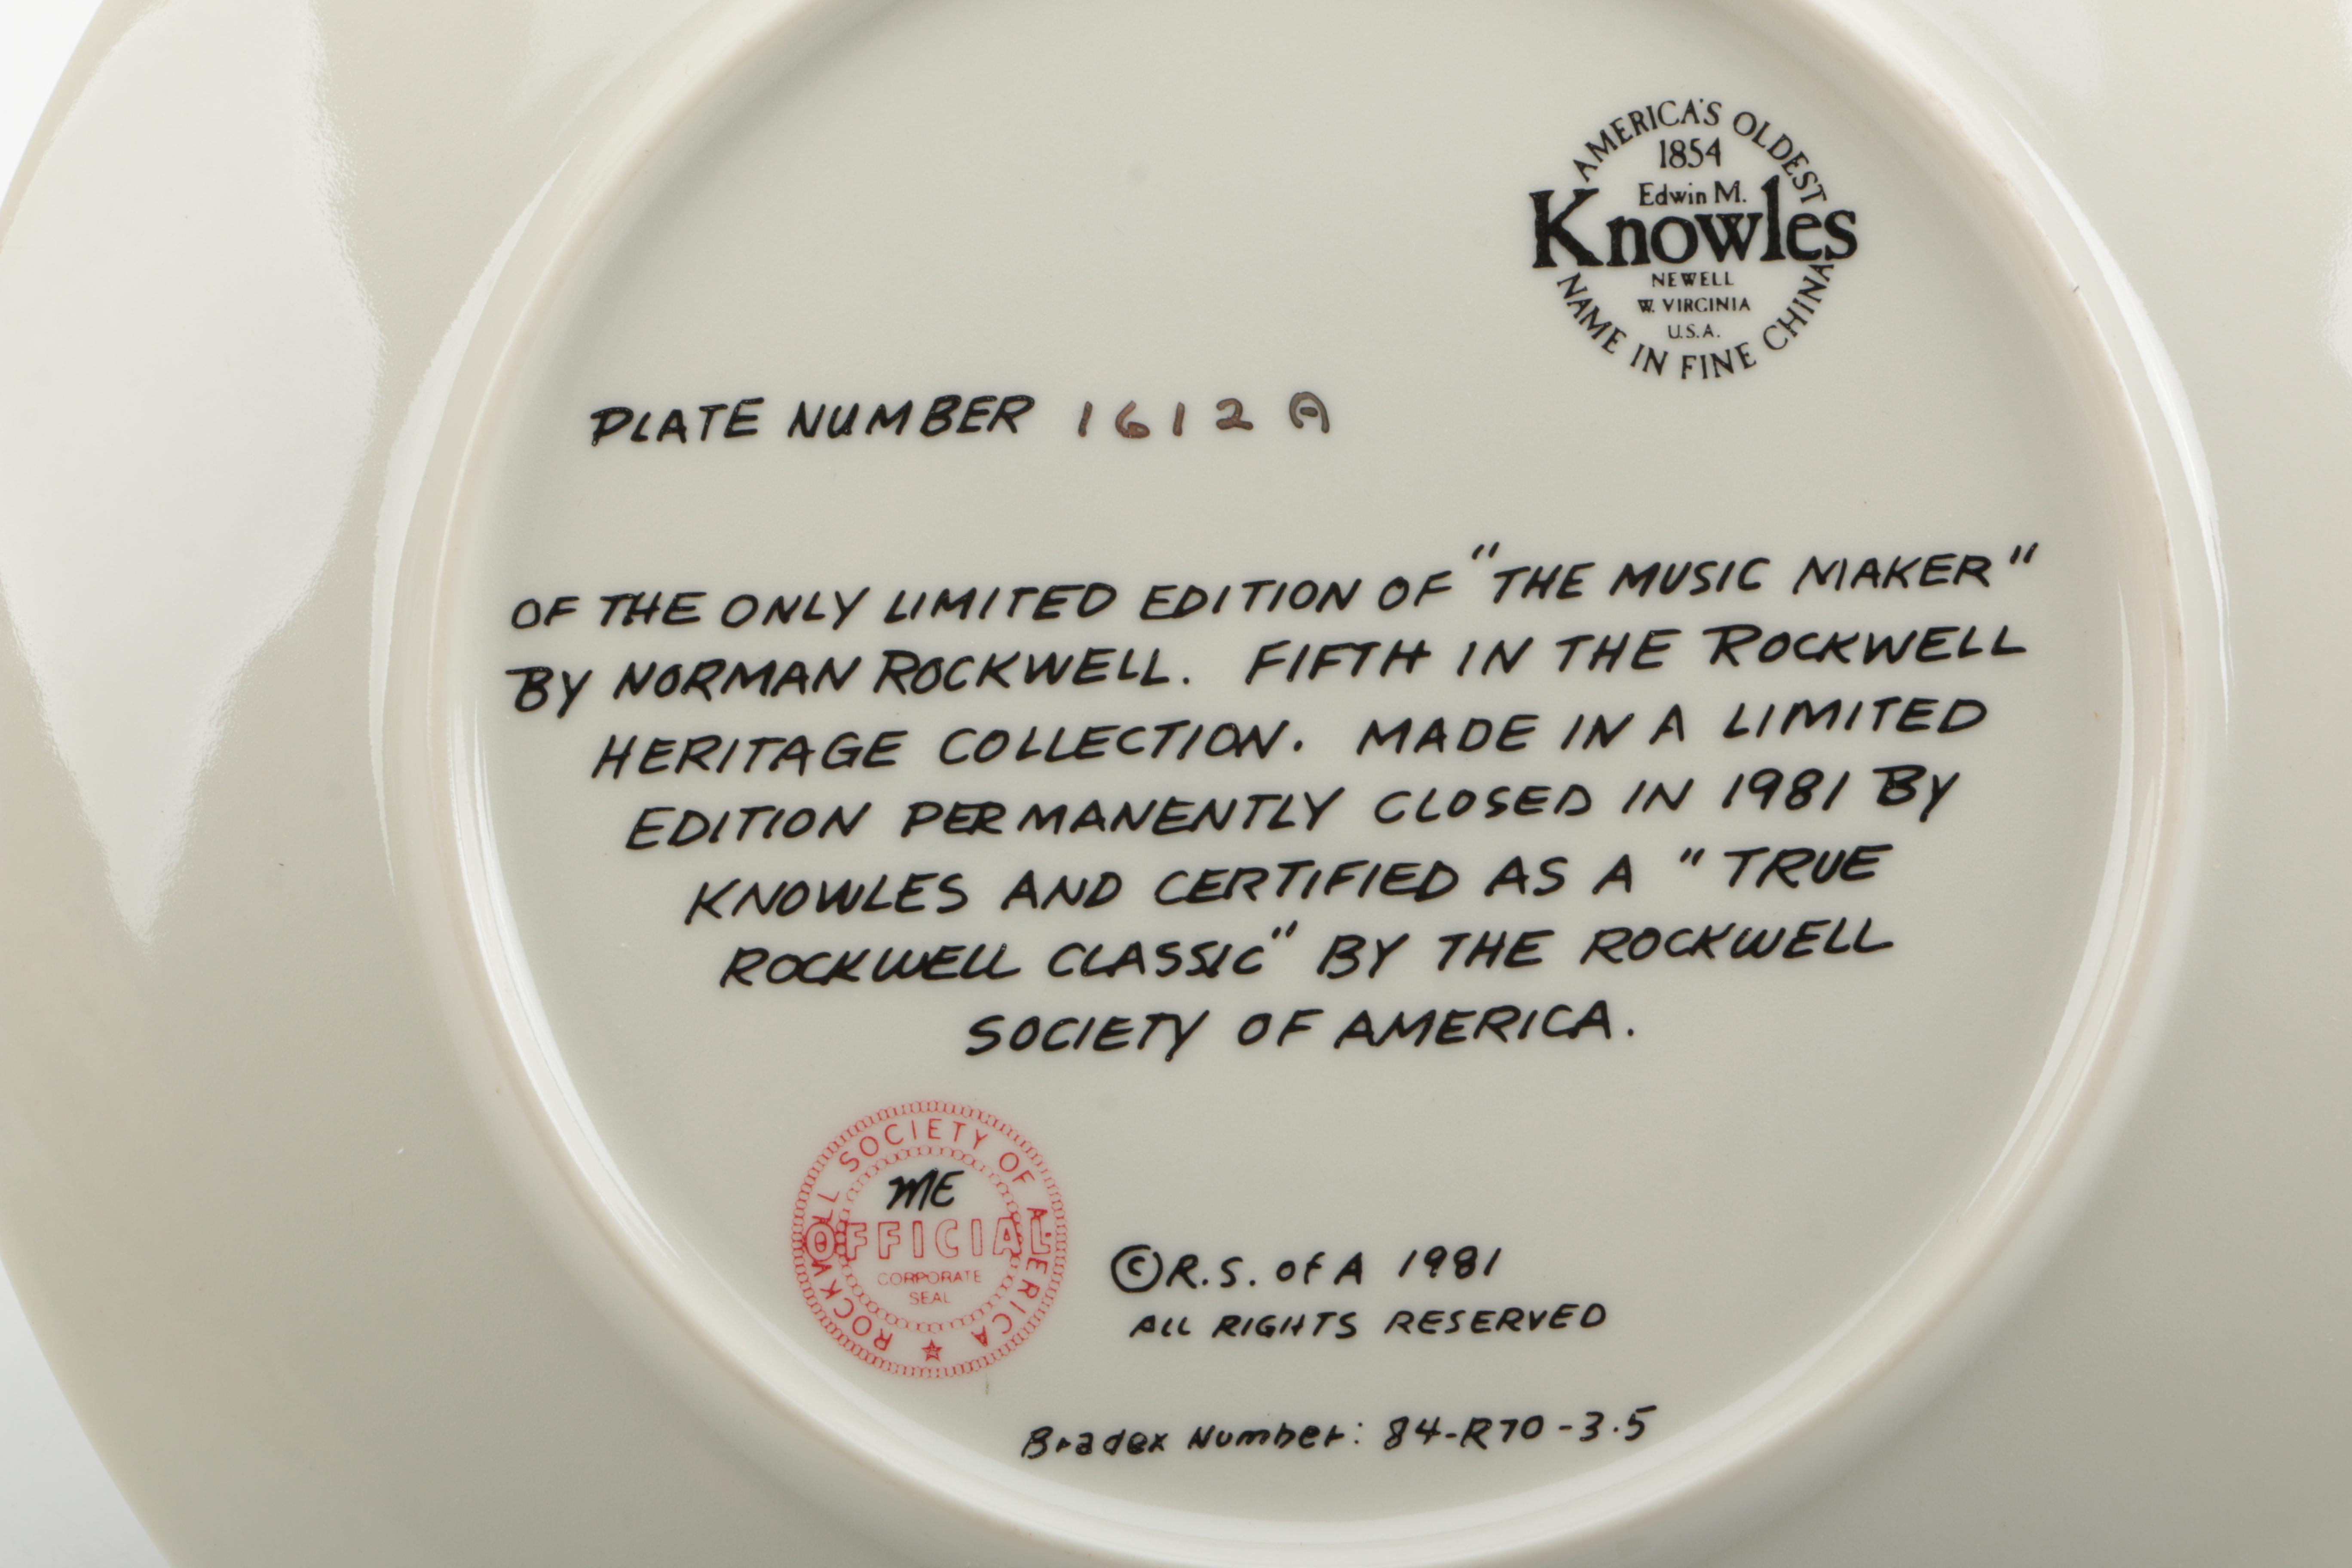 AMERICA'S OLDEST
1854
Edwin M.
Knowles
NEWELL
W. VIRGINIA
U.S.A.
NAME IN FINE CHINA
PLATE NUMBER 1612A
OF THE ONLY LIMITED EDITION OF "THE MUSIC MAKER"
BY NORMAN ROCKWELL. FIFTH IN THE ROCKWELL
HERITAGE COLLECTION. MADE IN A LIMITED
EDITION PERMANENTLY CLOSED IN 1981 BY
KNOWLES AND CERTIFIED AS A "TRUE
ROCKWELL CLASSIC" BY THE ROCKWELL
SOCIETY OF AMERICA.
ROCKWELL SOCIETY OF AMERICA
ME
OFFICIAL
CORPORATE
SEAL
© R.S. of A 1981
ALL RIGHTS RESERVED
Bradex Number: 84-R70-3.5